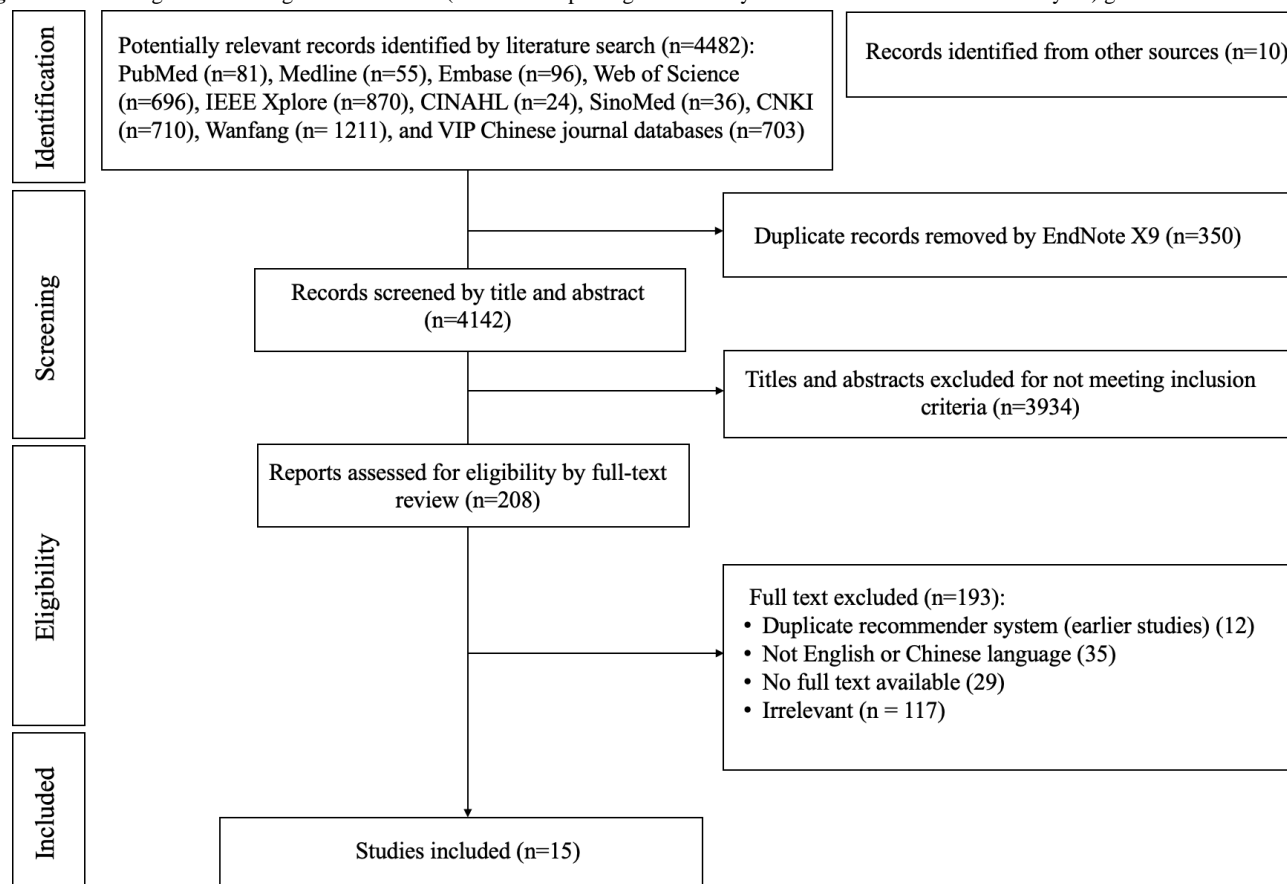 Identification
Potentially relevant records identified by literature search (n=4482):
PubMed (n=81), Medline (n=55), Embase (n=96), Web of Science
(n=696), IEEE Xplore (n=870), CINAHL (n=24), SinoMed (n=36), CNKI
(n=710), Wanfang (n= 1211), and VIP Chinese journal databases (n=703)
Records identified from other sources (n=10)
Screening
Duplicate records removed by EndNote X9 (n=350)
Records screened by title and abstract
(n=4142)
Titles and abstracts excluded for not meeting inclusion
criteria (n=3934)
Eligibility
Reports assessed for eligibility by full-text
review (n=208)
Full text excluded (n=193):
• Duplicate recommender system (earlier studies) (12)
• Not English or Chinese language (35)
• No full text available (29)
• Irrelevant (n = 117)
Included
Studies included (n=15)